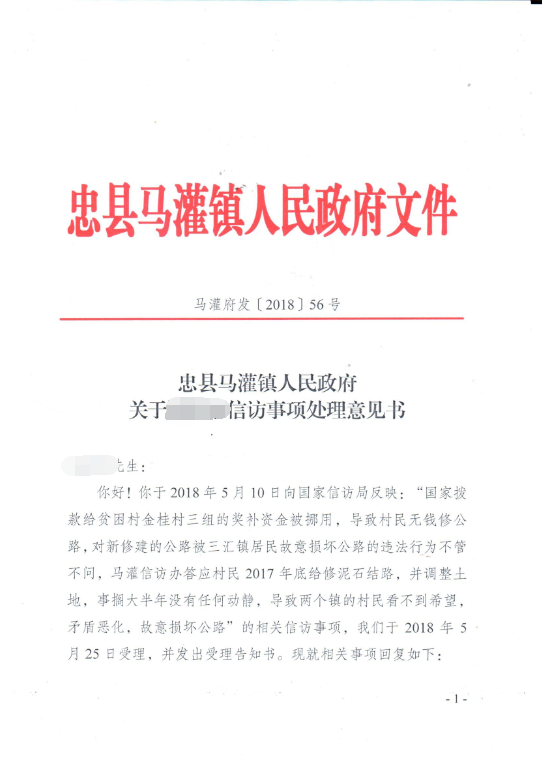 忠县马灌镇人民政府文件
马灌府发〔2018〕56 号
忠县马灌镇人民政府
关于信访事项处理意见书
先生：
你好！你于 2018 年 5 月 10 日向国家信访局反映：“国家拨
款给贫困村金桂村三组的奖补资金被挪用，导致村民无钱修公
路，对新修建的公路被三汇镇居民故意损坏公路的违法行为不管
不问，马灌信访办答应村民 2017 年底给修泥石结路，并调整土
地，事搁大半年没有任何动静，导致两个镇的村民看不到希望，
矛盾恶化，故意损坏公路”的相关信访事项，我们于 2018 年 5
月 25 日受理，并发出受理告知书。现就相关事项回复如下：
- 1 -